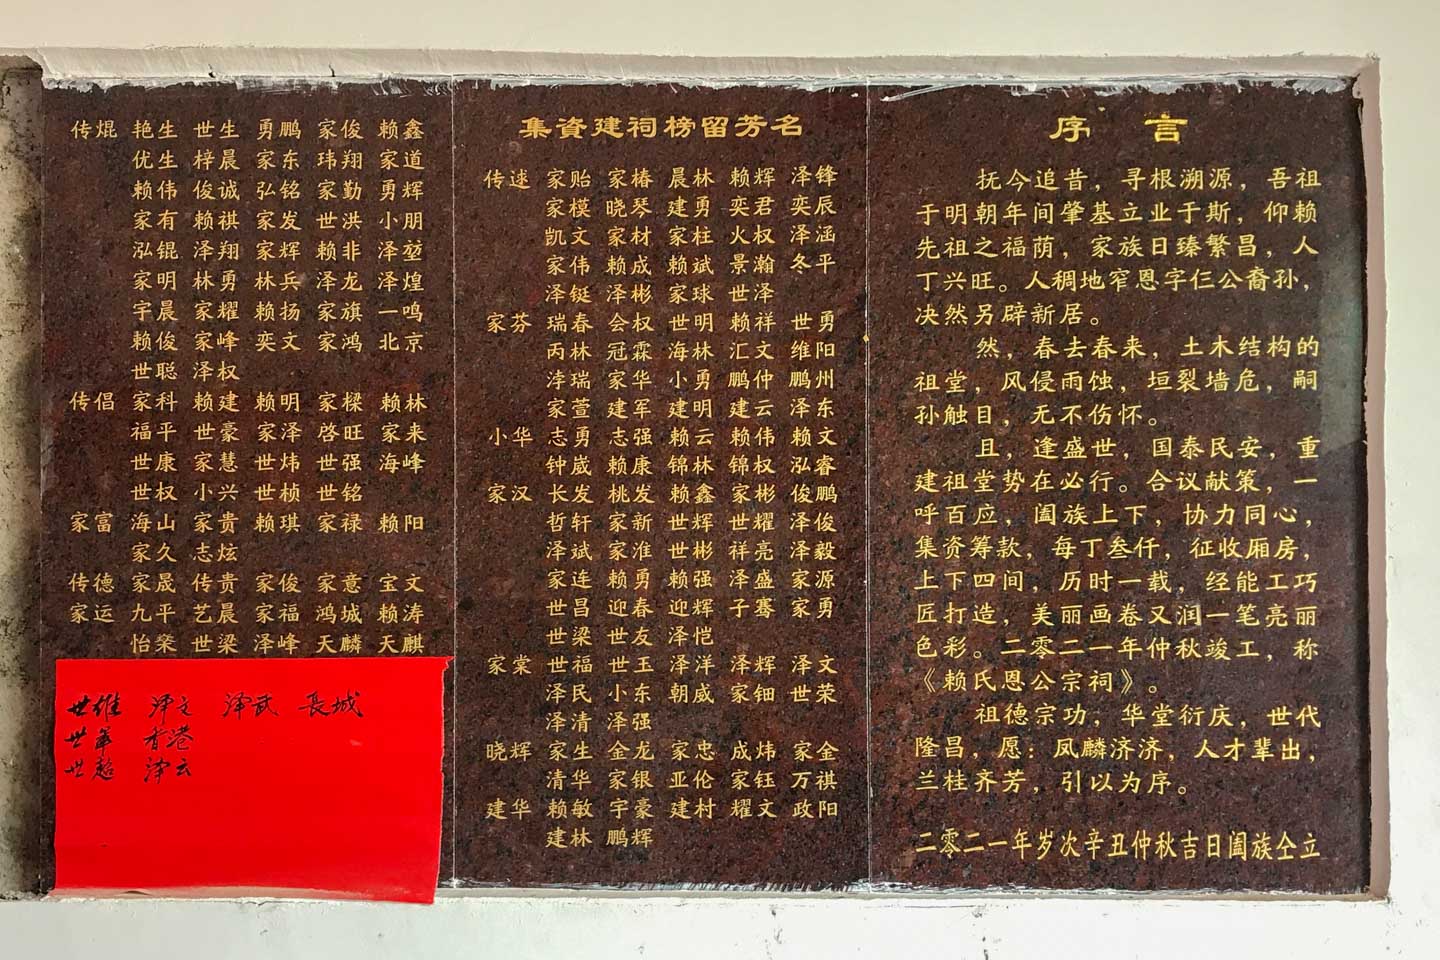 序 言
抚今追昔，寻根溯源，吾祖
于明朝年间肇基立业于斯，仰赖
先祖之福荫，家族日臻繁昌，人
丁兴旺。人稠地窄恩字仨公裔孙，
决然另辟新居。
然，春去春来，土木结构的
祖堂，风侵雨蚀，垣裂墙危，嗣
孙触目，无不伤怀。
且，逢盛世，国泰民安，重
建祖堂势在必行。合议献策，一
呼百应，阖族上下，协力同心，
集资筹款，每丁叁仟，征收厢房，
上下四间，历时一载，经能工巧
匠打造，美丽画卷又润一笔亮丽
色彩。二零二一年仲秋竣工，称
《赖氏恩公宗祠》。
祖德宗功，华堂衍庆，世代
隆昌，愿：凤麟济济，人才辈出，
兰桂齐芳，引以为序。
二零二一年岁次辛丑仲秋吉日阖族仝立
集資建祠榜留芳名
传逑 家贻 家椿 晨林 赖辉 泽锋
家模 晓琴 建勇 奕君 奕辰
凯文 家材 家柱 火权 泽涵
家伟 赖成 赖斌 景瀚 冬平
泽铤 泽彬 家球 世泽
家芬 瑞春 会权 世明 赖祥 世勇
丙林 冠霖 海林 汇文 维阳
浡瑞 家华 小勇 鹏仲 鹏州
家萱 建军 建明 建云 泽东
小华 志勇 志强 赖云 赖伟 赖文
钟崴 赖康 锦林 锦权 泓睿
家汉 长发 桃发 赖鑫 家彬 俊鹏
哲轩 家新 世辉 世耀 泽俊
泽斌 家淮 世彬 祥亮 泽毅
家连 赖勇 赖强 泽盛 家源
世昌 迎春 迎辉 子骞 家勇
世梁 世友 泽恺
家棠 世福 世玉 泽洋 泽辉 泽文
泽民 小东 朝威 家钿 世荣
泽清 泽强
晓辉 家生 金龙 家忠 成炜 家金
清华 家银 亚伦 家钰 万祺
建华 赖敏 宇豪 建村 耀文 政阳
建林 鹏辉
传焜 艳生 世生 勇鹏 家俊 赖鑫
优生 梓晨 家东 玮翔 家道
赖伟 俊诚 弘铭 家勤 勇辉
家有 赖祺 家发 世洪 小朋
泓锟 泽翔 家辉 赖非 泽堃
家明 林勇 林兵 泽龙 泽煌
宇晨 家耀 赖扬 家旗 一鸣
赖俊 家峰 奕文 家鸿 北京
世聪 泽权
传倡 家科 赖建 赖明 家樑 赖林
福平 世豪 家泽 啓旺 家来
世康 家慧 世炜 世强 海峰
世权 小兴 世桢 世铭
家富 海山 家贵 赖琪 家禄 赖阳
家久 志炫
传德 家晟 传贵 家俊 家意 宝文
家运 九平 艺晨 家福 鸿城 赖涛
怡荣 世梁 泽峰 天麟 天麒
世维 泽文 泽武 長城
世军 香港
世超 泽云